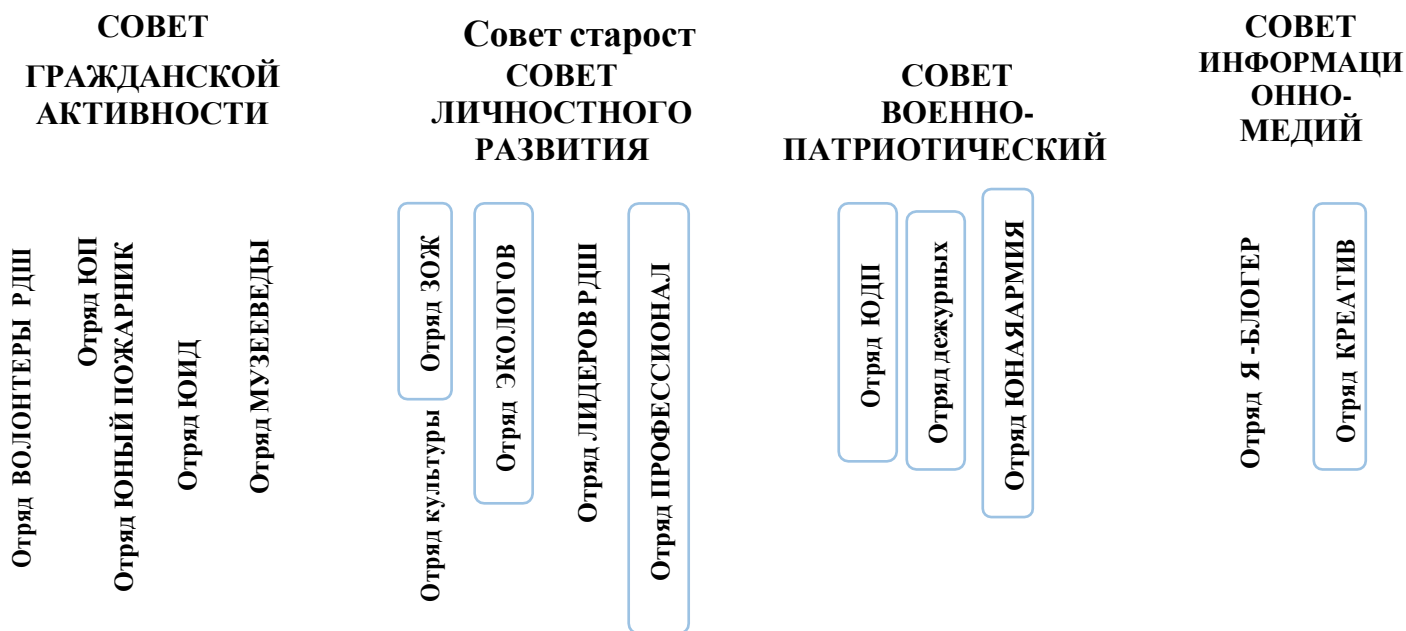 СОВЕТ
ГРАЖДАНСКОЙ
АКТИВНОСТИ
Совет старост
СОВЕТ
ЛИЧНОСТНОГО
РАЗВИТИЯ
СОВЕТ
ВОЕННО-
ПАТРИОТИЧЕСКИЙ
СОВЕТ
ИНФОРМАЦИ
ОННО-
МЕДИЙ
Отряд ВОЛОНТЕРЫ РДШ
Отряд ЮП
Отряд ЮНЫЙ ПОЖАРНИК
Отряд ЮИД
Отряд МУЗЕЕВЕДЫ
Отряд ЗОЖ
Отряд культуры
Отряд ЭКОЛОГОВ
Отряд ЛИДЕРОВ РДШ
Отряд ПРОФЕССИОНАЛ
Отряд ЮДП
Отряд дежурных
Отряд ЮНАЯАРМИЯ
Отряд Я -БЛОГЕР
Отряд КРЕАТИВ